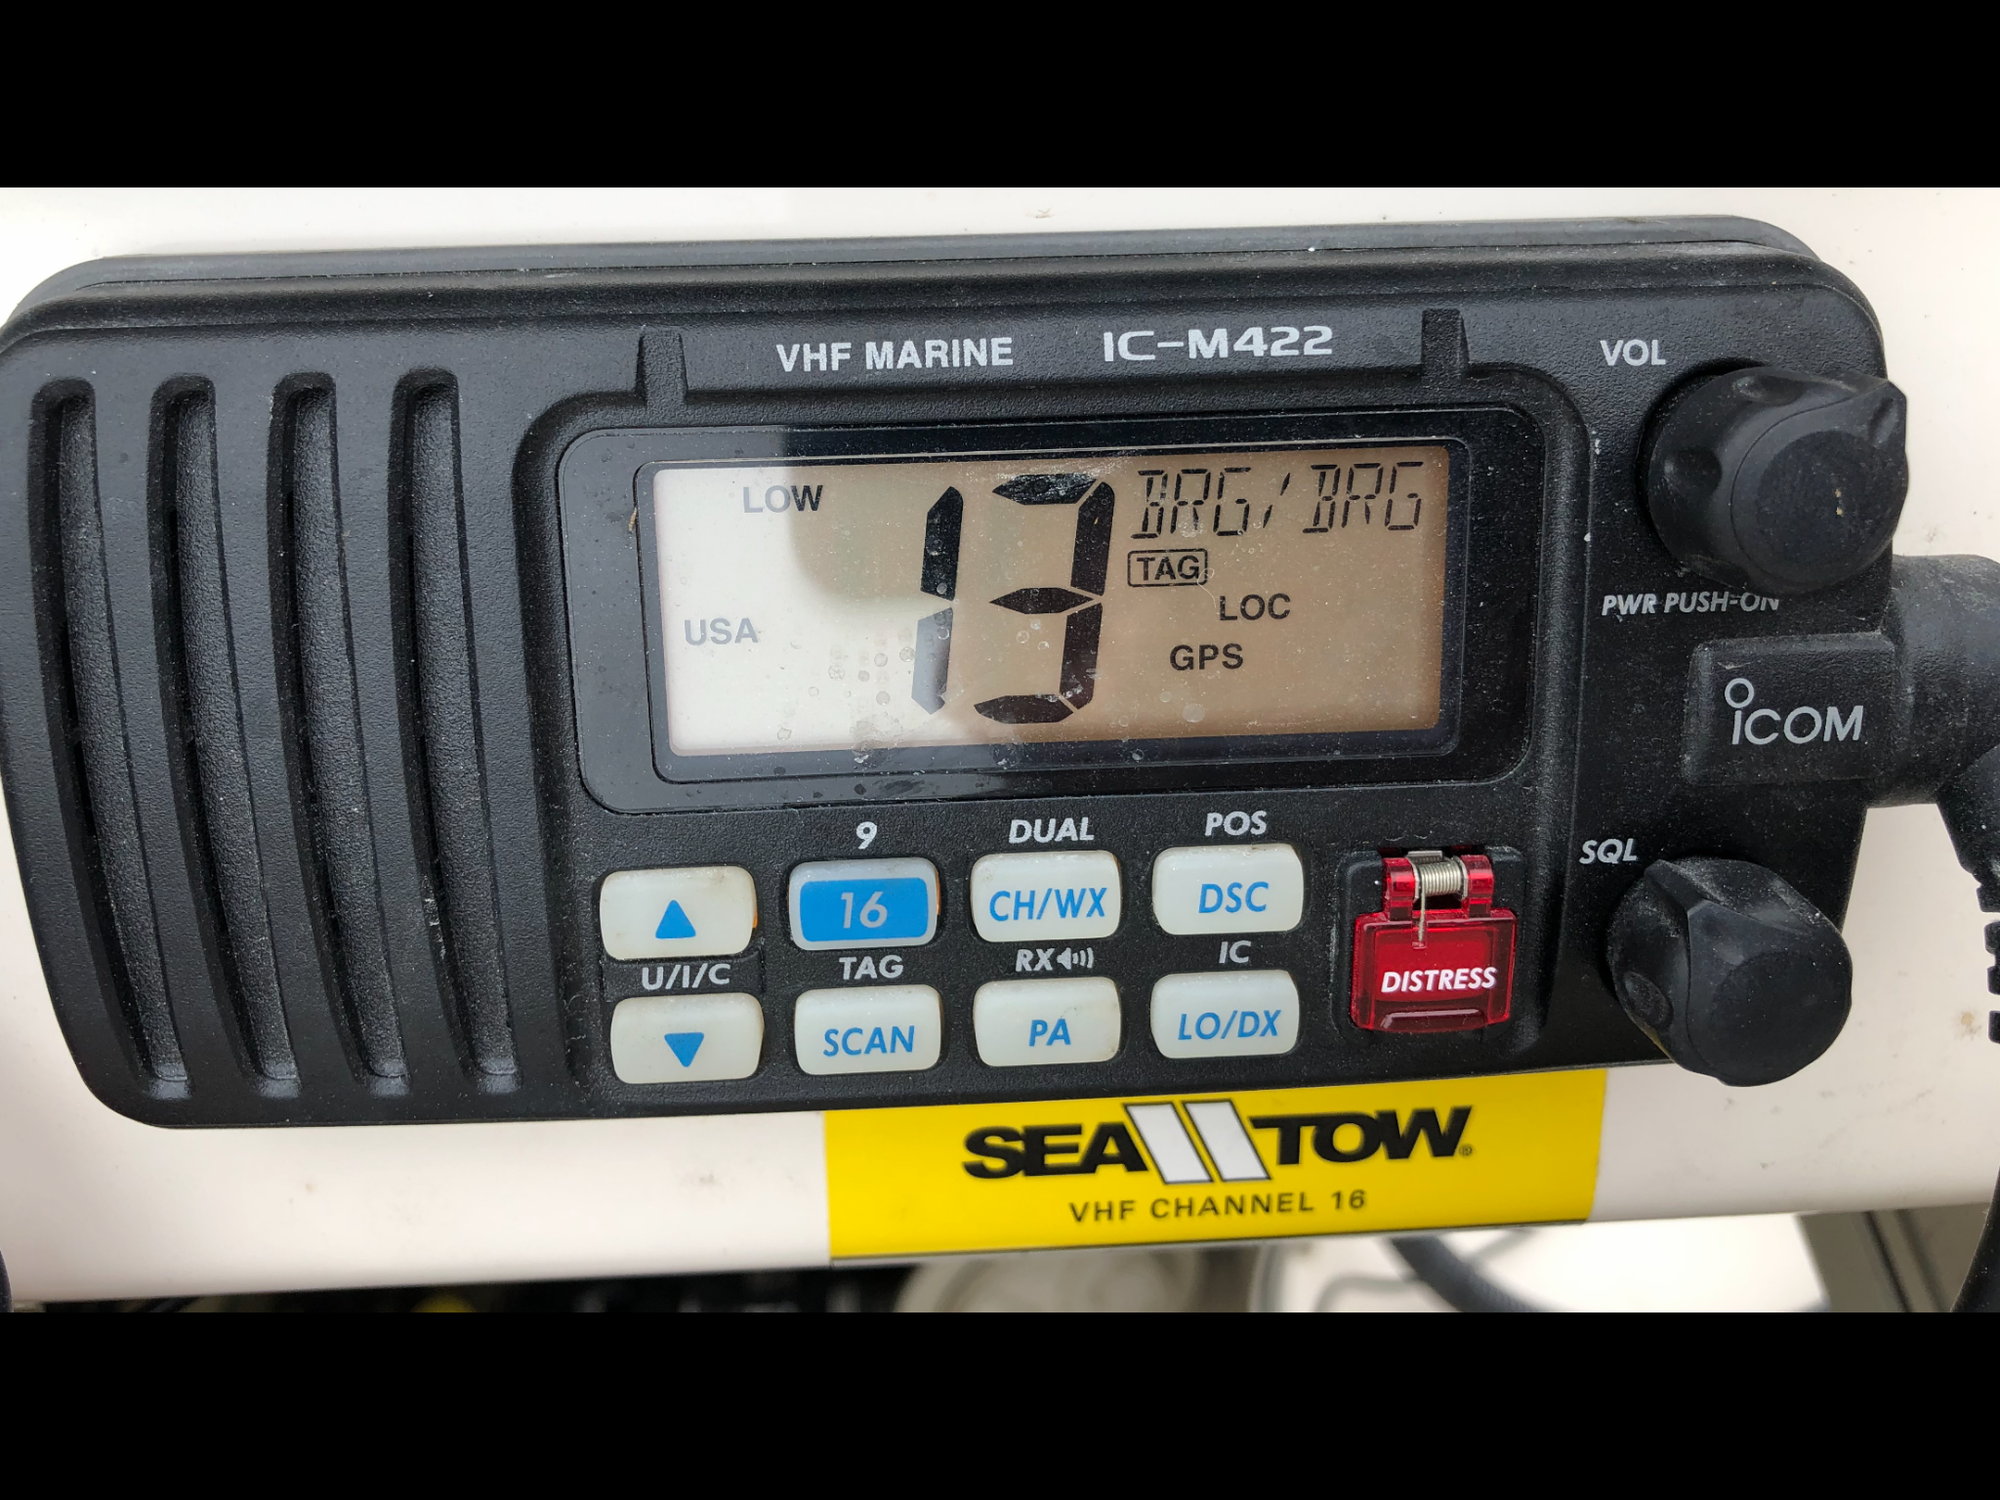 VHF MARINE IC-M422
VOL
LOW 13 BRG/BRG
TAG
LOC
USA
GPS
PWR PUSH-ON
ICOM
9 DUAL POS
16 CH/WX DSC
SQL
U/I/C TAG RX IC
SCAN PA LO/DX
DISTRESS
SEA TOW®
VHF CHANNEL 16